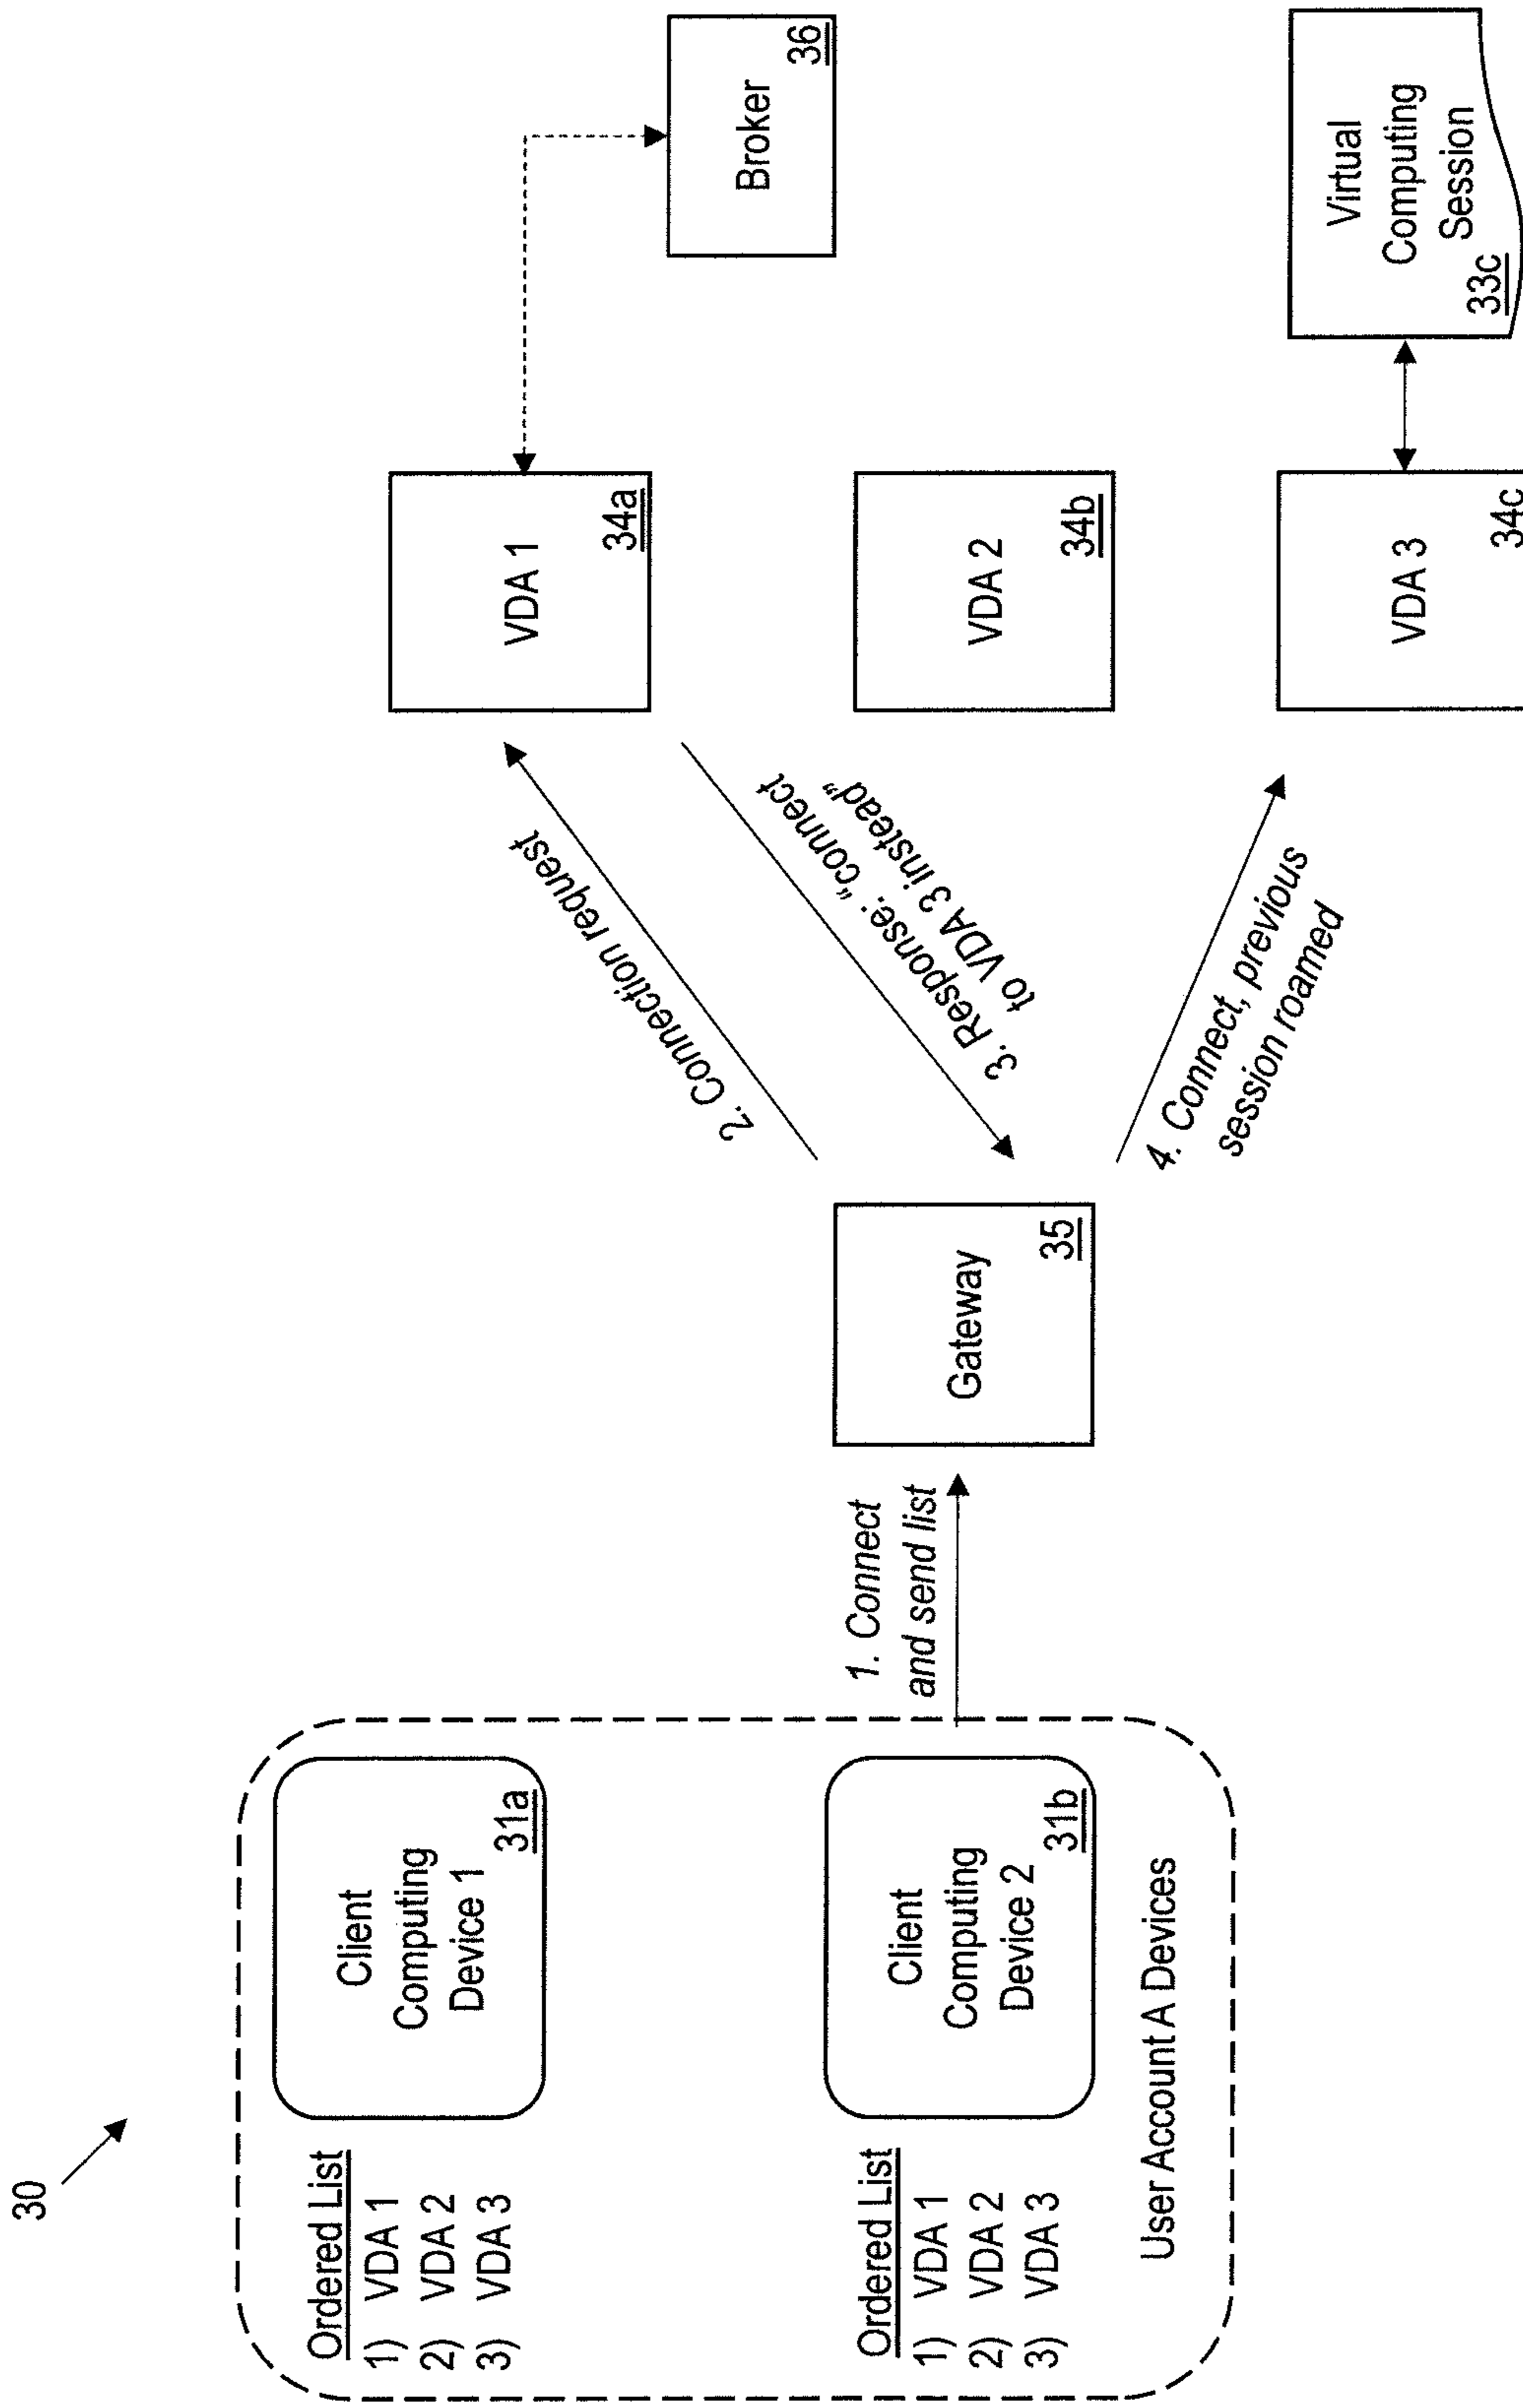 30
Ordered List
1) VDA 1
2) VDA 2
3) VDA 3
Client
Computing
Device 1
31a
Ordered List
1) VDA 1
2) VDA 2
3) VDA 3
Client
Computing
Device 2
31b
User Account A Devices
1. Connect
and send list
Gateway
35
2. Connection request
3. Response: “connect
to VDA 3 instead”
4. Connect, previous
session roamed
VDA 1
34a
VDA 2
34b
VDA 3
34c
Broker
36
Virtual
Computing
Session
33c